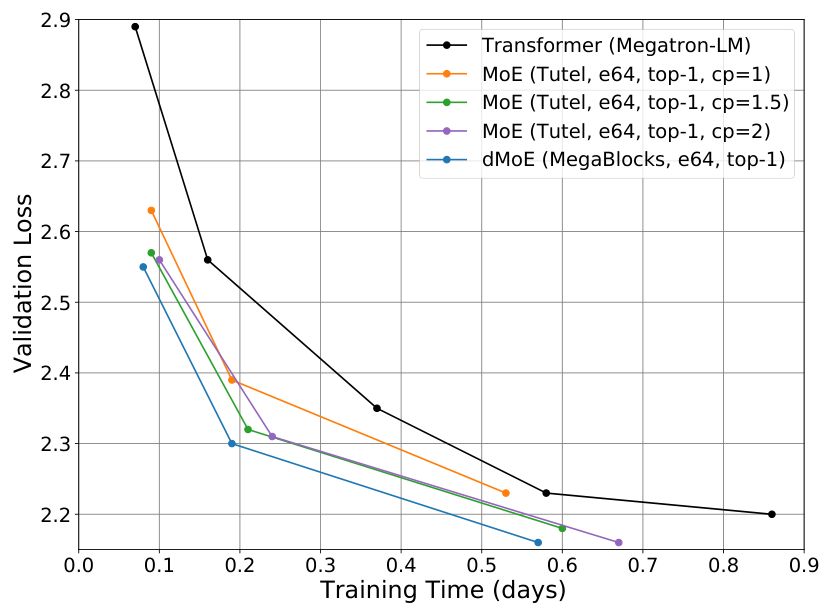 2.9
2.8
2.7
2.6
2.5
2.4
2.3
2.2
Validation Loss
Transformer (Megatron-LM)
MoE (Tutel, e64, top-1, cp=1)
MoE (Tutel, e64, top-1, cp=1.5)
MoE (Tutel, e64, top-1, cp=2)
dMoE (MegaBlocks, e64, top-1)
0.0 0.1 0.2 0.3 0.4 0.5 0.6 0.7 0.8 0.9
Training Time (days)